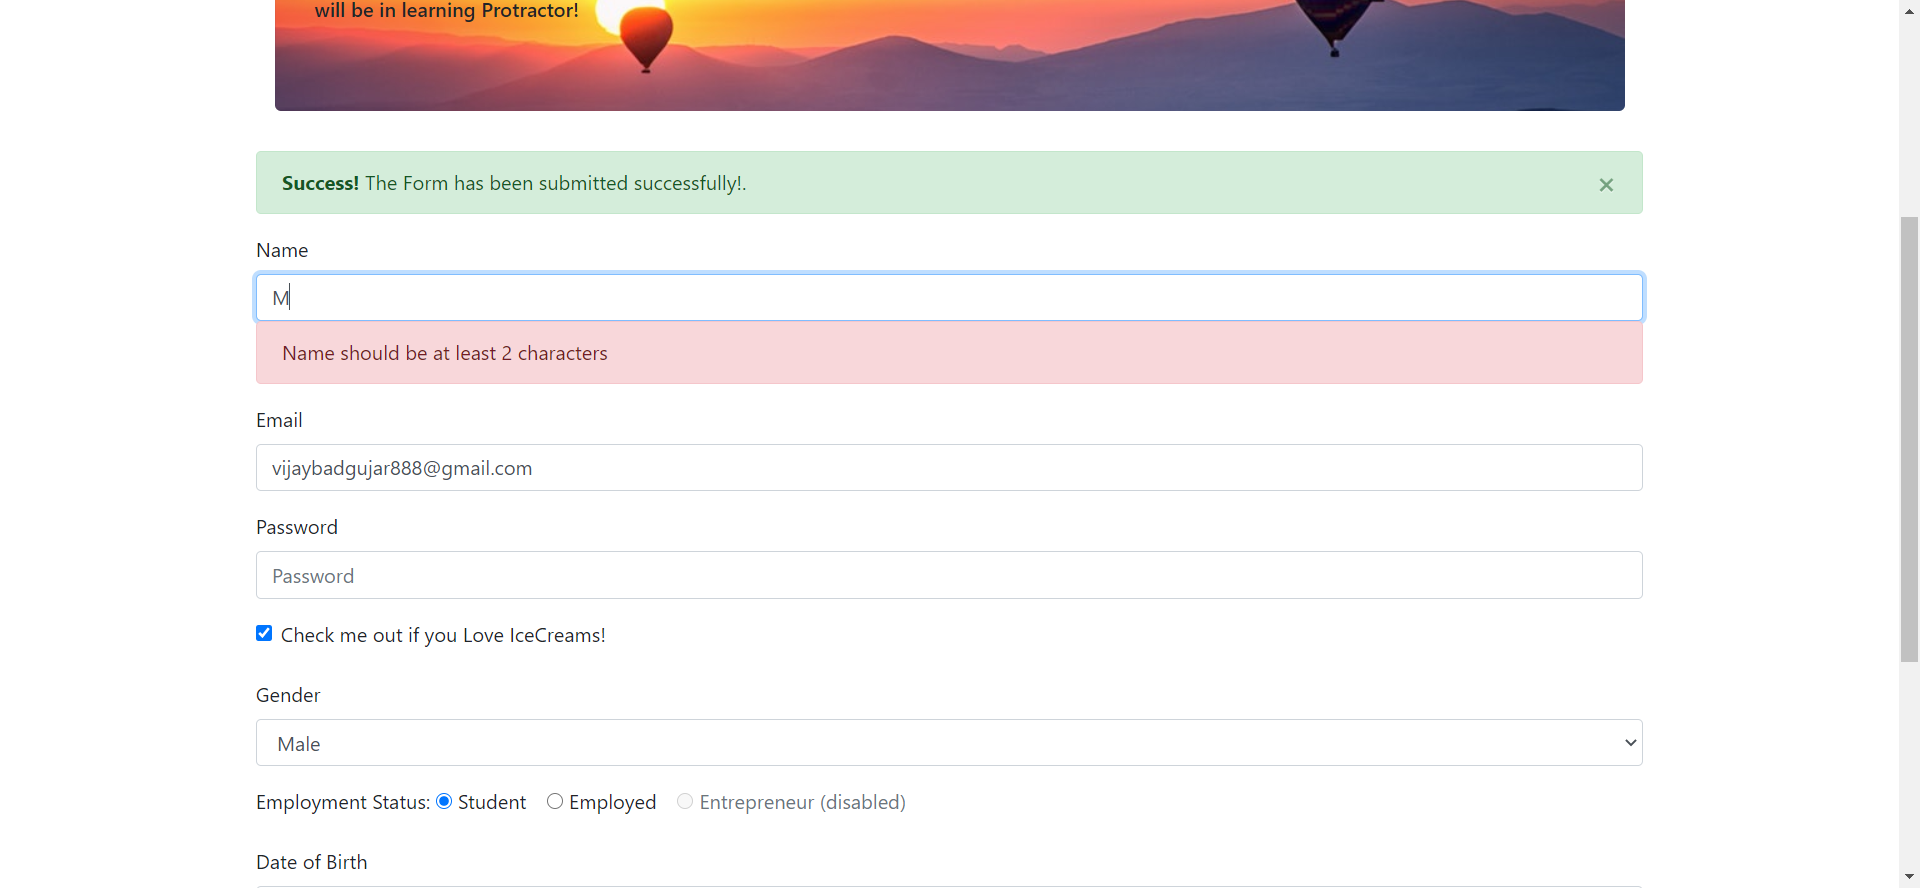 will be in learning Protractor!
Success! The Form has been submitted successfully!.
×
Name
M
Name should be at least 2 characters
Email
vijaybadgujar888@gmail.com
Password
Password
Check me out if you Love IceCreams!
Gender
Male
Employment Status: Student Employed Entrepreneur (disabled)
Date of Birth